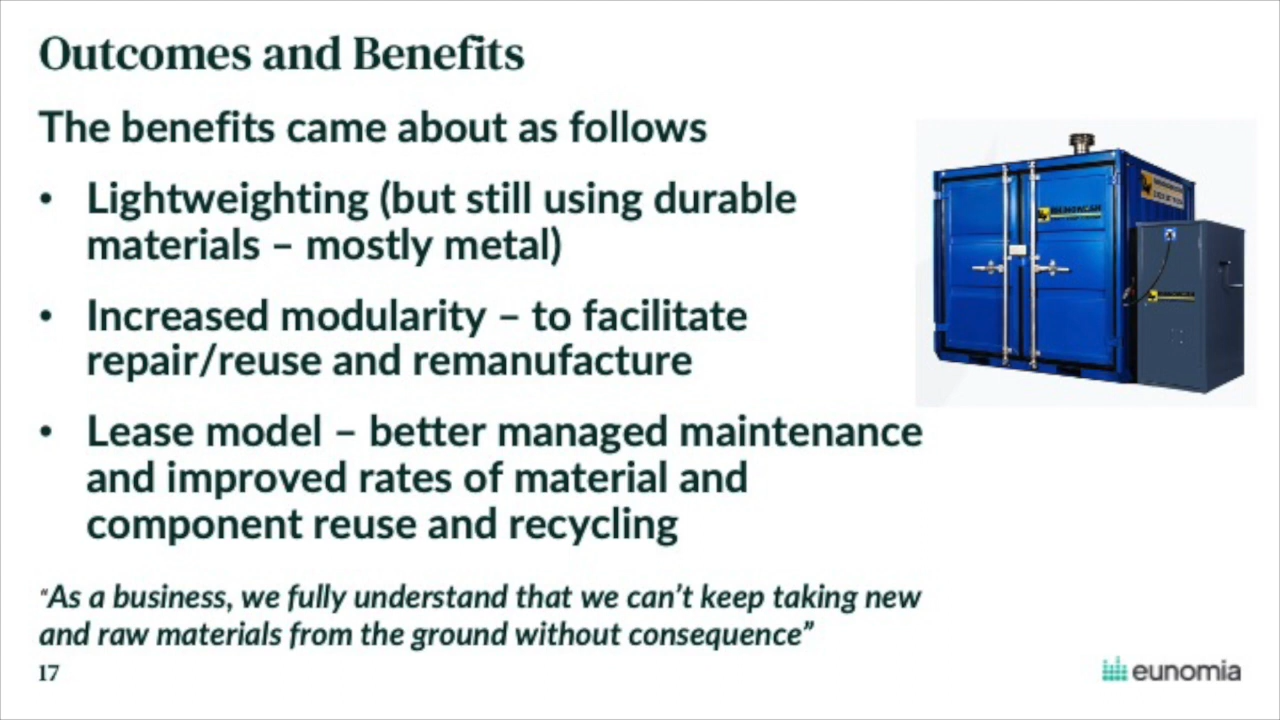 Outcomes and Benefits
The benefits came about as follows
• Lightweighting (but still using durable
materials – mostly metal)
• Increased modularity – to facilitate
repair/reuse and remanufacture
• Lease model – better managed maintenance
and improved rates of material and
component reuse and recycling
“As a business, we fully understand that we can’t keep taking new
and raw materials from the ground without consequence”
17
eunomia